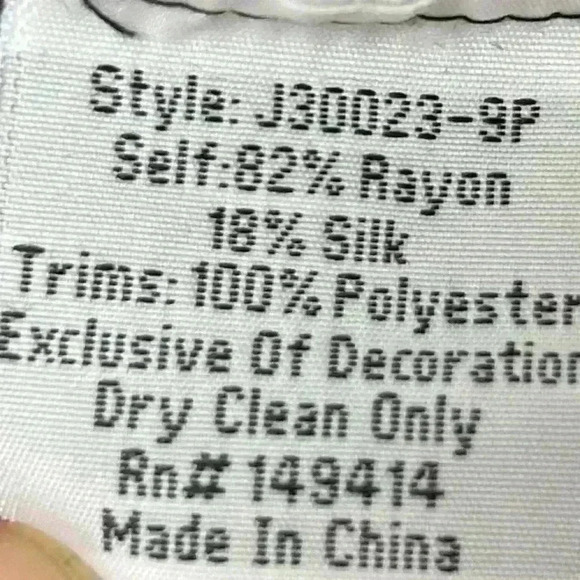 Style: J30023-9P
Self:82% Rayon
18% Silk
Trims:100% Polyester
Exclusive Of Decoration
Dry Clean Only
Rn# 149414
Made In China